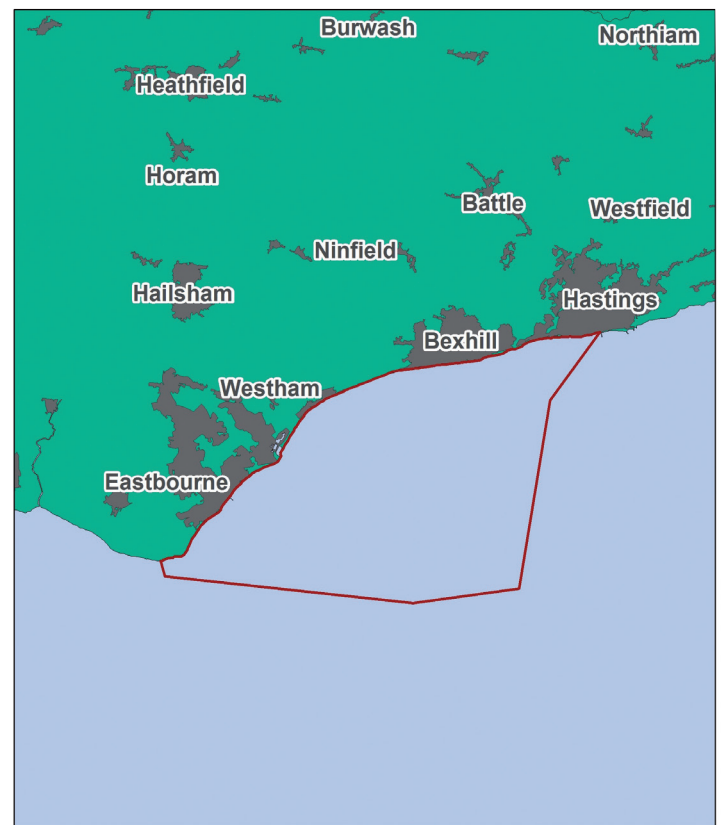 Burwash
Northiam
Heathfield
Horam
Battle
Westfield
Ninfield
Hailsham
Hastings
Bexhill
Westham
Eastbourne